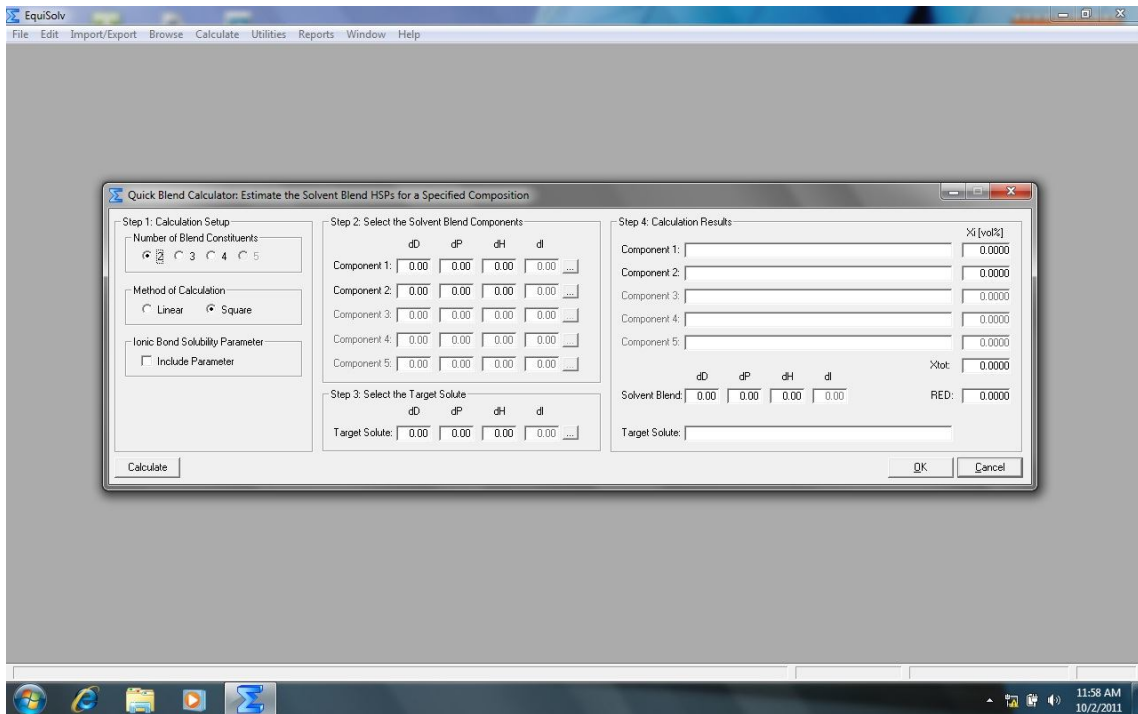 EquiSolv
File Edit Import/Export Browse Calculate Utilities Reports Window Help
Quick Blend Calculator: Estimate the Solvent Blend HSPs for a Specified Composition
Step 1: Calculation Setup
Number of Blend Constituents
2 3 4 5
Method of Calculation
Linear Square
Ionic Bond Solubility Parameter
Include Parameter
Step 2: Select the Solvent Blend Components
dD dP dH dI
Component 1: 0.00 0.00 0.00 0.00 ...
Component 2: 0.00 0.00 0.00 0.00 ...
Component 3: 0.00 0.00 0.00 0.00 ...
Component 4: 0.00 0.00 0.00 0.00 ...
Component 5: 0.00 0.00 0.00 0.00 ...
Step 3: Select the Target Solute
dD dP dH dI
Target Solute: 0.00 0.00 0.00 0.00 ...
Step 4: Calculation Results
Xi [vol%]
Component 1: 0.0000
Component 2: 0.0000
Component 3: 0.0000
Component 4: 0.0000
Component 5: 0.0000
Xtot: 0.0000
dD dP dH dI
Solvent Blend: 0.00 0.00 0.00 0.00 RED: 0.0000
Target Solute:
Calculate OK Cancel
11:58 AM
10/2/2011